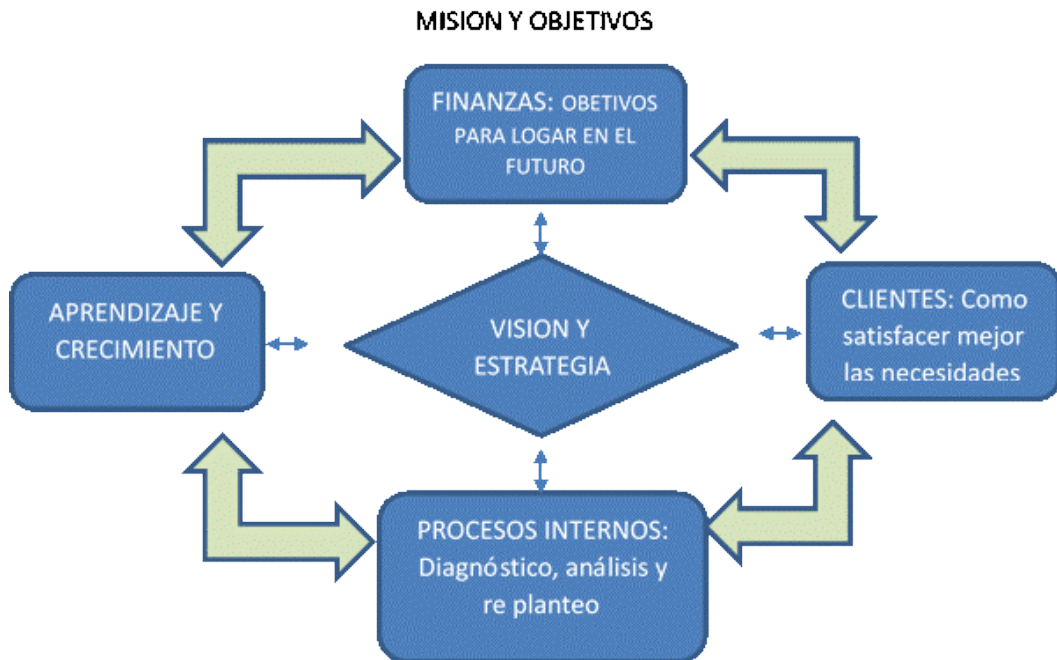 MISION Y OBJETIVOS
FINANZAS: OBETIVOS
PARA LOGAR EN EL
FUTURO
APRENDIZAJE Y
CRECIMIENTO
VISION Y
ESTRATEGIA
CLIENTES: Como
satisfacer mejor
las necesidades
PROCESOS INTERNOS:
Diagnóstico, análisis y
re planteo